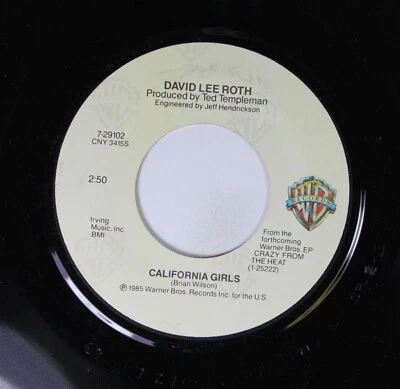 DAVID LEE ROTH
Produced by Ted Templeman
Engineered by Jeff Hendrickson
7-29102
CNY 3415S
2:50
Irving
Music, Inc.
BMI
WB
RECORDS
From the
forthcoming
Warner Bros. EP
CRAZY FROM
THE HEAT
(1-25222)
CALIFORNIA GIRLS
(Brian Wilson)
℗1985 Warner Bros. Records Inc. for the U.S.